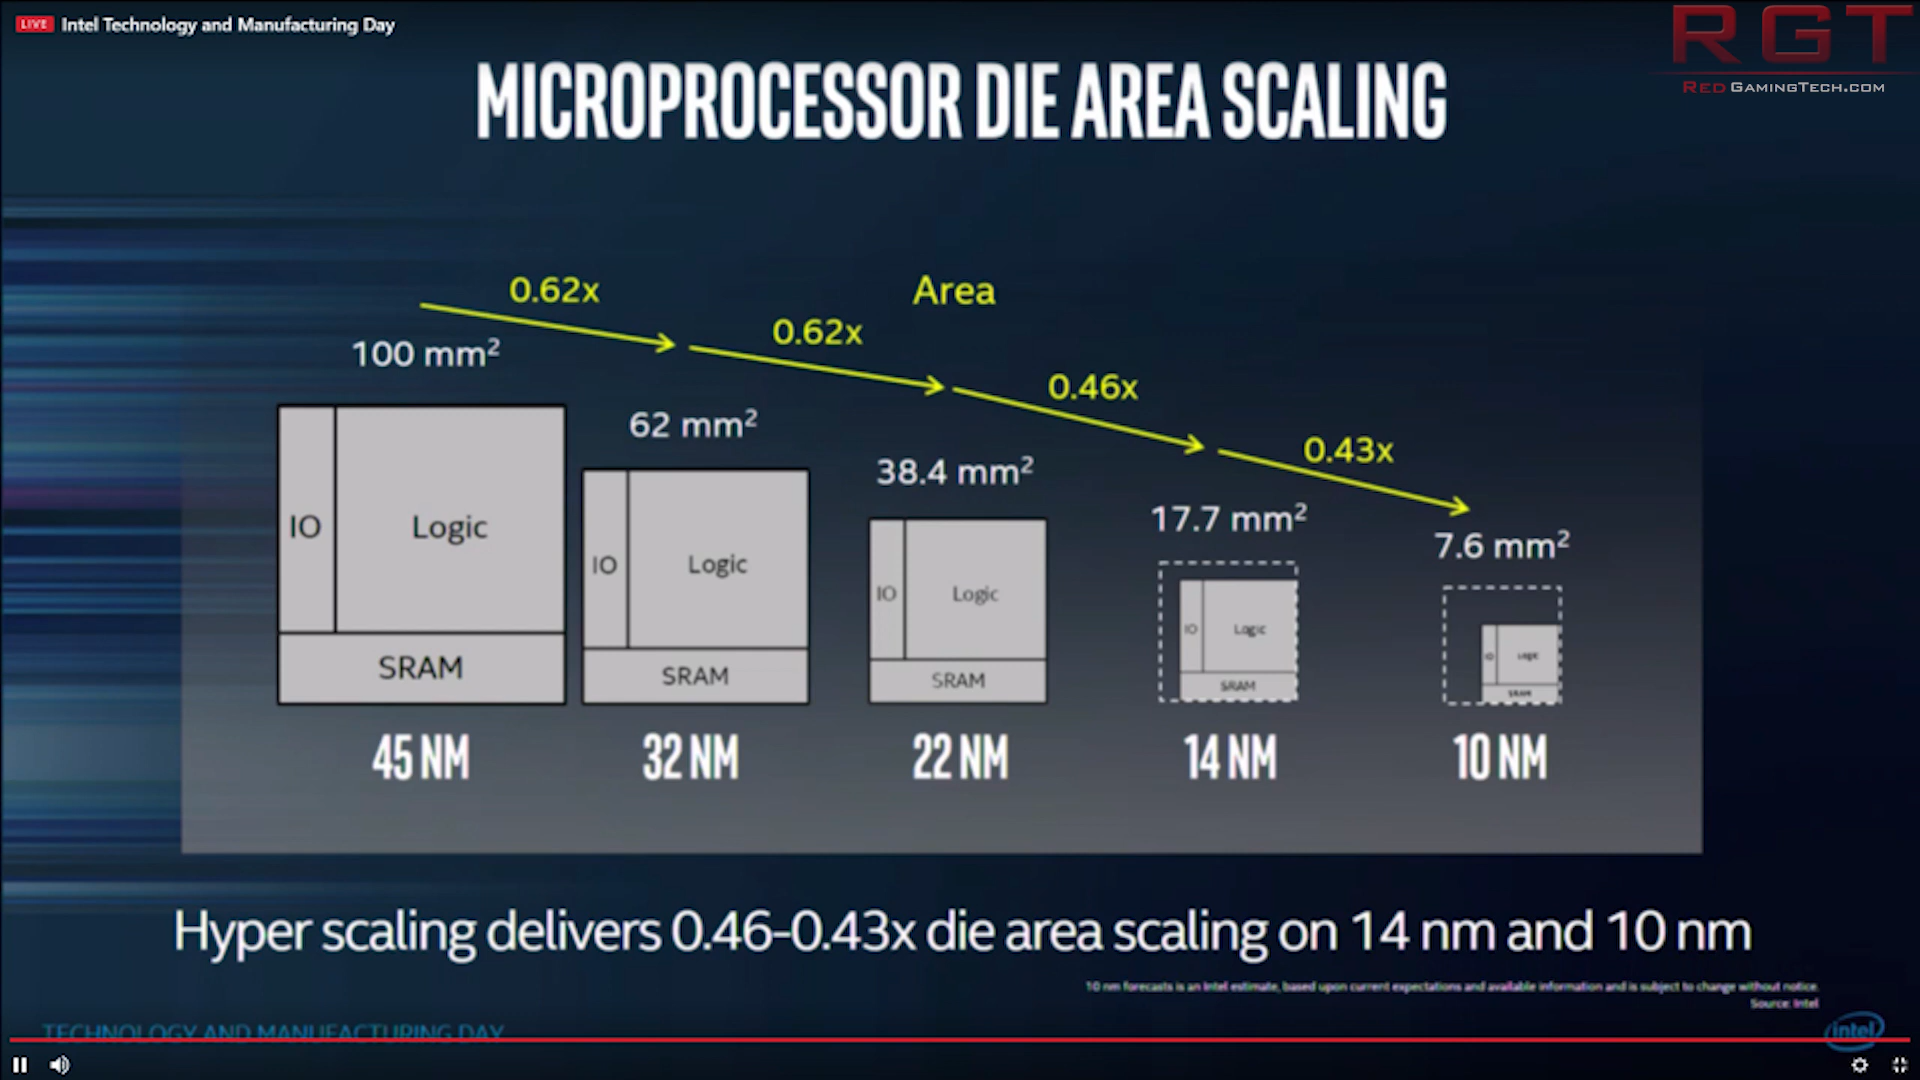 LIVE Intel Technology and Manufacturing Day
RGT
RedGamingTech.com
MICROPROCESSOR DIE AREA SCALING
0.62x
Area
0.62x
100 mm²
0.46x
62 mm²
0.43x
38.4 mm²
17.7 mm²
7.6 mm²
IO
Logic
SRAM
IO
Logic
SRAM
IO
Logic
SRAM
IO
Logic
SRAM
IO
Logic
SRAM
45 NM
32 NM
22 NM
14 NM
10 NM
Hyper scaling delivers 0.46-0.43x die area scaling on 14 nm and 10 nm
10 nm forecasts is an Intel estimate, based upon current expectations and available information and is subject to change without notice.
Source: Intel
TECHNOLOGY AND MANUFACTURING DAY
intel